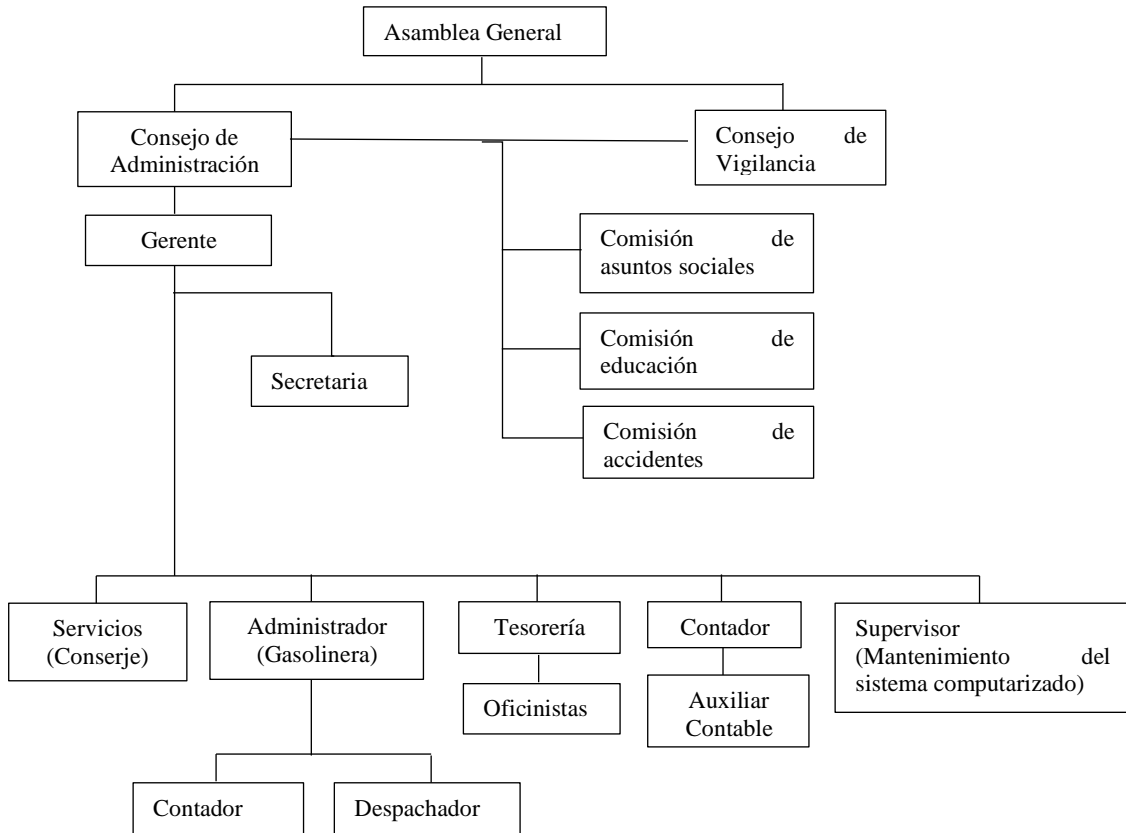 Asamblea General
Consejo de
Administración
Consejo de
Vigilancia
Gerente
Comisión de
asuntos sociales
Comisión de
educación
Secretaria
Comisión de
accidentes
Servicios
(Conserje)
Administrador
(Gasolinera)
Tesorería
Contador
Supervisor
(Mantenimiento del
sistema computarizado)
Oficinistas
Auxiliar
Contable
Contador
Despachador